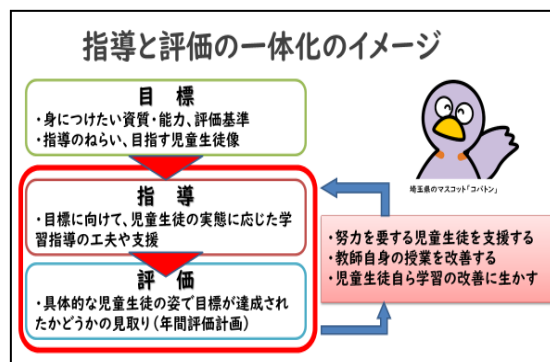 指導と評価の一体化のイメージ
目 標
・身につけたい資質・能力、評価基準
・指導のねらい、目指す児童生徒像
指 導
・目標に向けて、児童生徒の実態に応じた学
習指導の工夫や支援
評 価
・具体的な児童生徒の姿で目標が達成され
たかどうかの見取り(年間評価計画)
埼玉県のマスコット「コバトン」
・努力を要する児童生徒を支援する
・教師自身の授業を改善する
・児童生徒自ら学習の改善に生かす